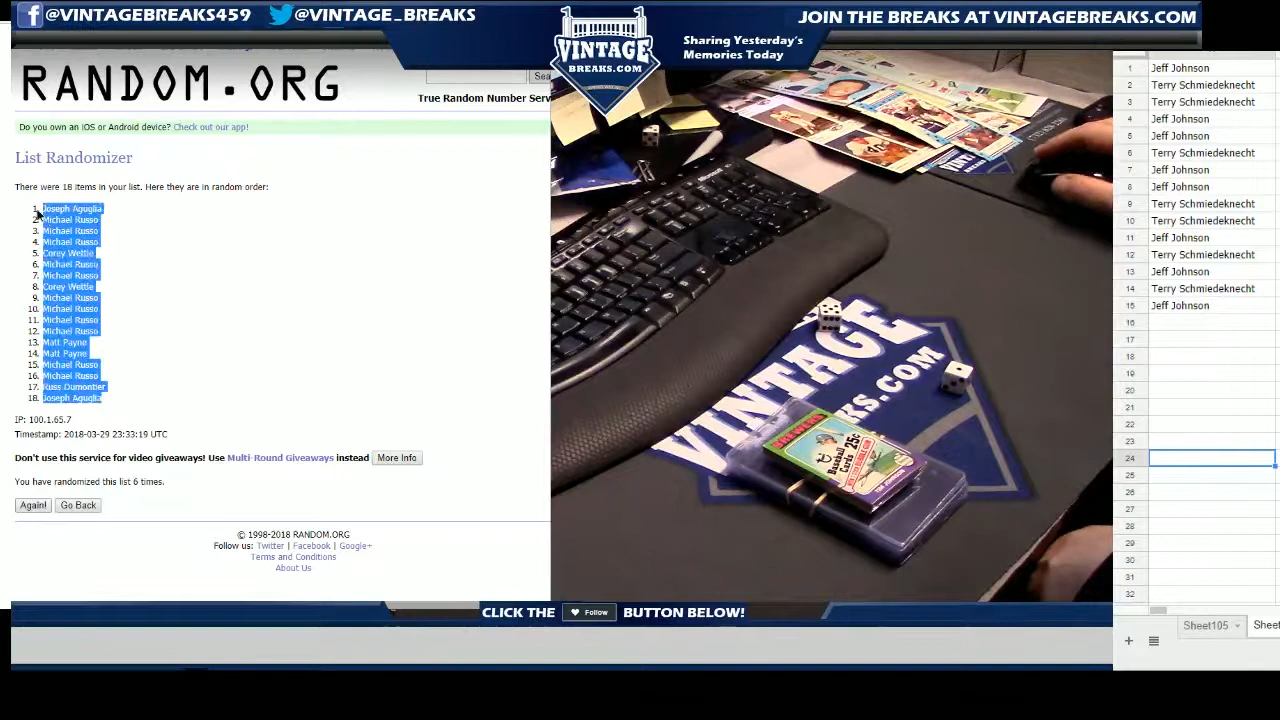 @VINTAGEBREAKS459
@VINTAGE_BREAKS
VINTAGE
BREAKS.COM
Sharing Yesterday's
Memories Today
JOIN THE BREAKS AT VINTAGEBREAKS.COM
RANDOM.ORG
Sea
True Random Number Serv
Do you own an iOS or Android device? Check out our app!
List Randomizer
There were 18 items in your list. Here they are in random order:
1. Joseph Aguglia
2. Michael Russo
3. Michael Russo
4. Michael Russo
5. Corey Wettle
6. Michael Russo
7. Michael Russo
8. Corey Wettle
9. Michael Russo
10. Michael Russo
11. Michael Russo
12. Michael Russo
13. Matt Payne
14. Matt Payne
15. Michael Russo
16. Michael Russo
17. Russ Dumontier
18. Joseph Aguglia
IP: 100.1.65.7
Timestamp: 2018-03-29 23:33:19 UTC
Don't use this service for video giveaways! Use Multi-Round Giveaways instead More Info
You have randomized this list 6 times.
Again! Go Back
© 1998-2018 RANDOM.ORG
Follow us: Twitter | Facebook | Google+
Terms and Conditions
About Us
VINTAGE
KS.COM
BREWERS
25¢
Baseball
Cards
CLICK THE Follow BUTTON BELOW!
1 Jeff Johnson
2 Terry Schmiedeknecht
3 Terry Schmiedeknecht
4 Jeff Johnson
5 Jeff Johnson
6 Terry Schmiedeknecht
7 Jeff Johnson
8 Jeff Johnson
9 Terry Schmiedeknecht
10 Terry Schmiedeknecht
11 Jeff Johnson
12 Terry Schmiedeknecht
13 Jeff Johnson
14 Terry Schmiedeknecht
15 Jeff Johnson
16
17
18
19
20
21
22
23
24
25
26
27
28
29
30
31
32
Sheet105
Sheet